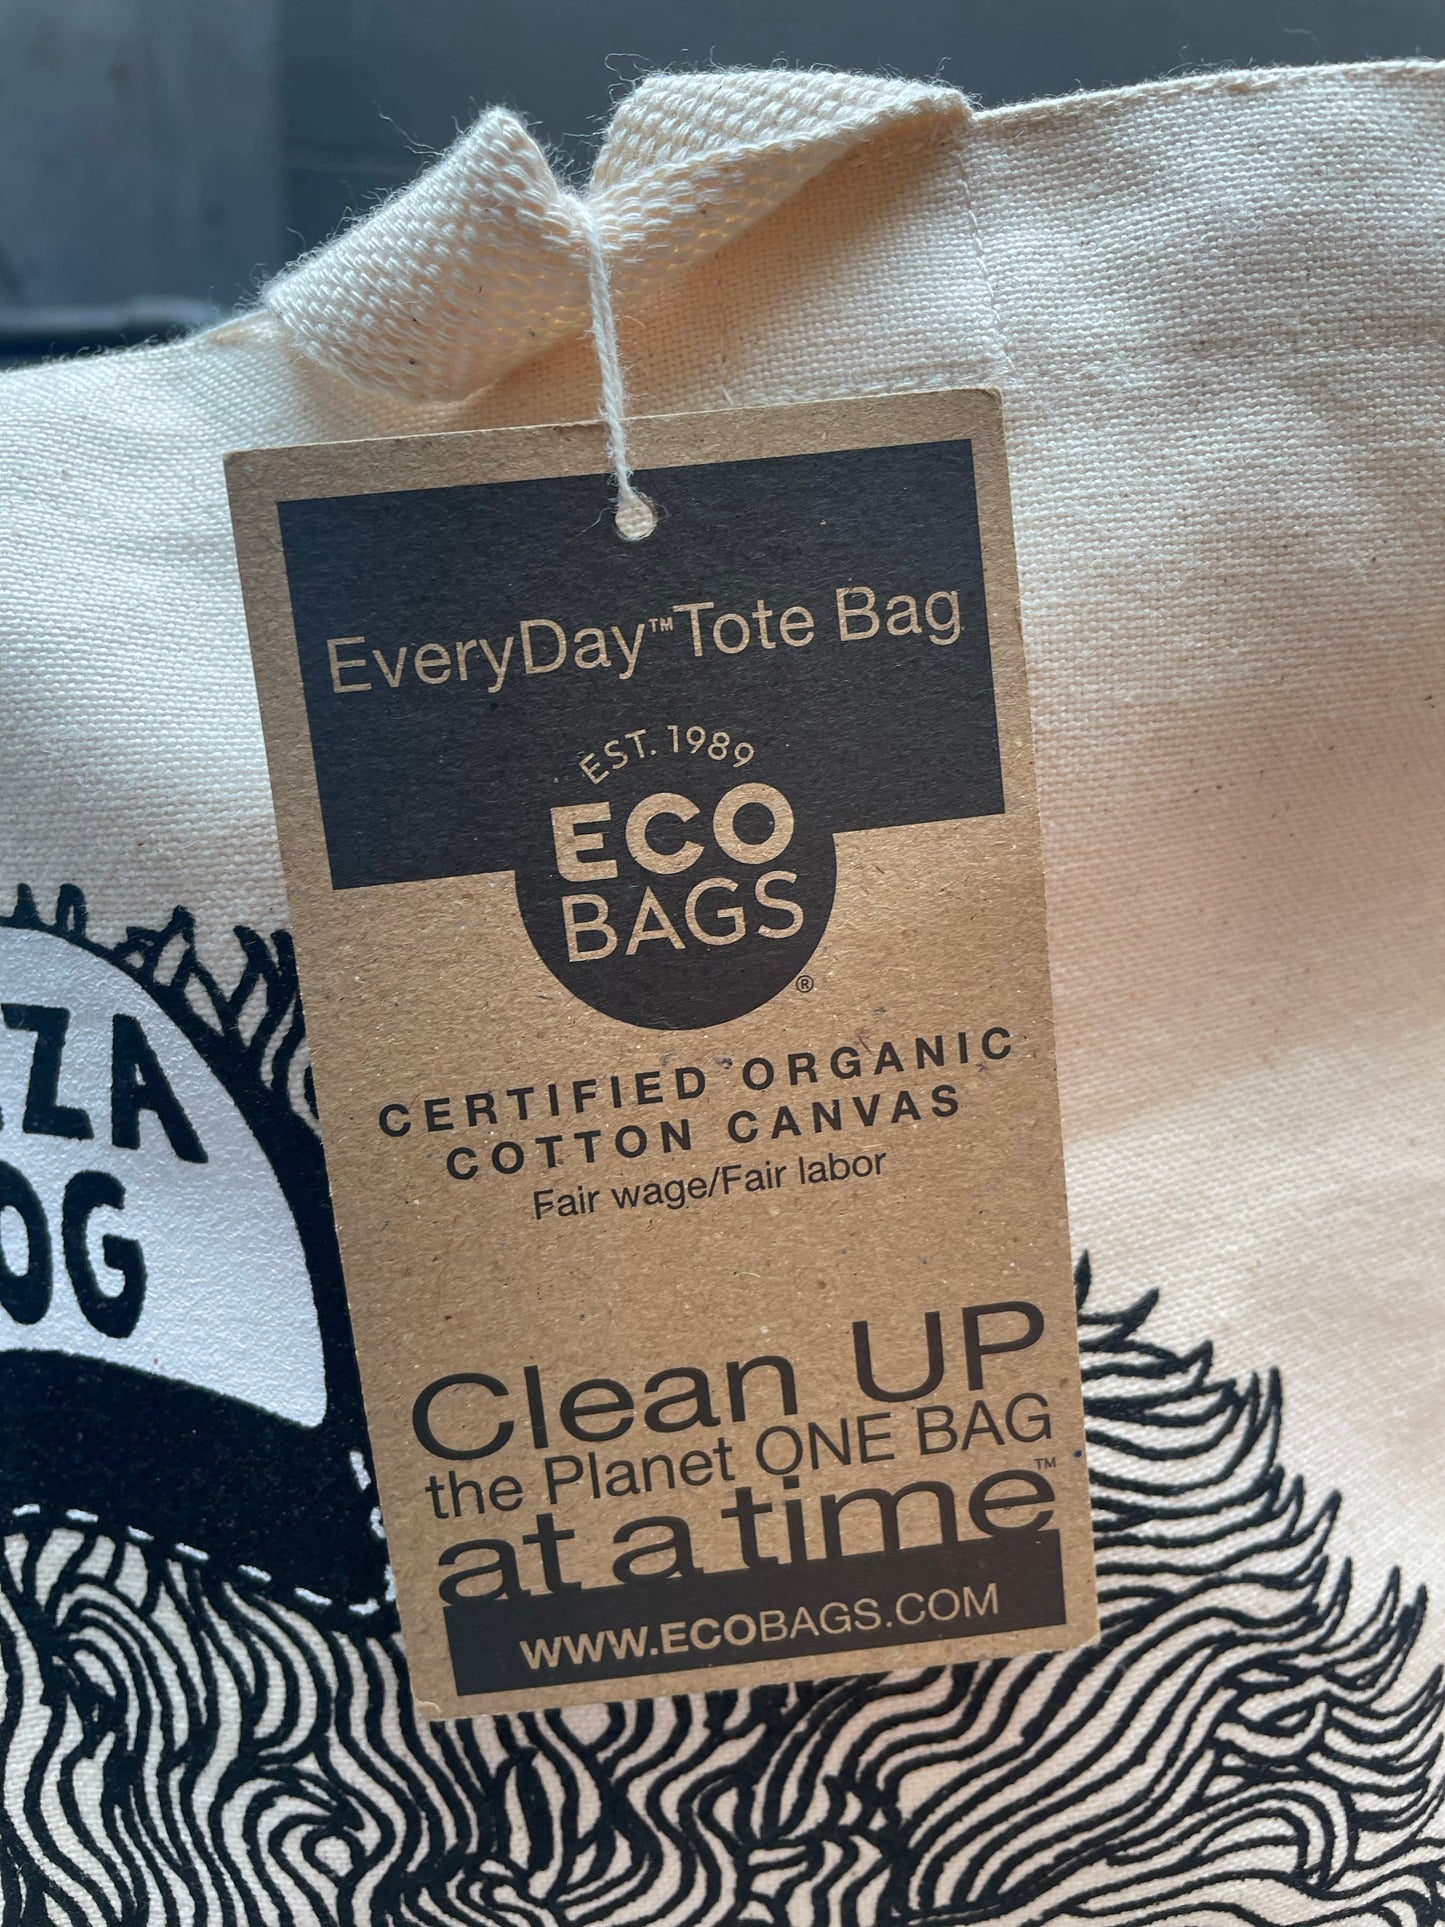 EveryDay™ Tote Bag
EST. 1989
ECO
BAGS
®
CERTIFIED ORGANIC
COTTON CANVAS
Fair wage/Fair labor
Clean UP
the Planet ONE BAG
at a time™
WWW.ECOBAGS.COM